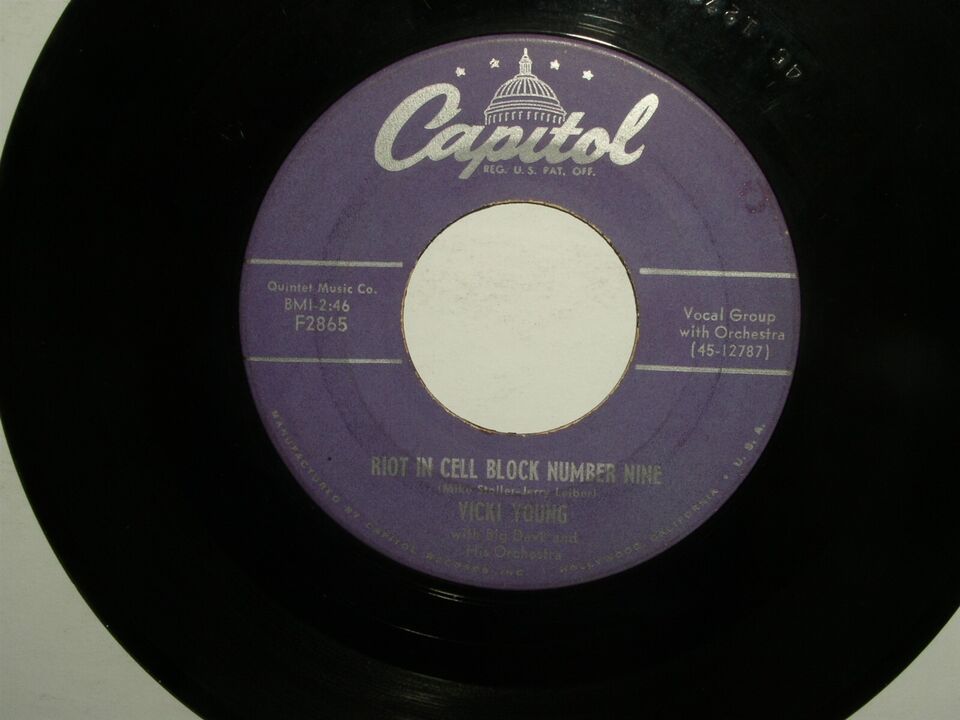 Capitol
REG. U.S. PAT. OFF.
Quintet Music Co.
BMI-2:46
F2865
Vocal Group
with Orchestra
(45-12787)
RIOT IN CELL BLOCK NUMBER NINE
(Mike Stoller-Jerry Leiber)
VICKI YOUNG
with Big Dave and
His Orchestra
MANUFACTURED BY CAPITOL RECORDS, INC. HOLLYWOOD, CALIFORNIA • U.S.A.